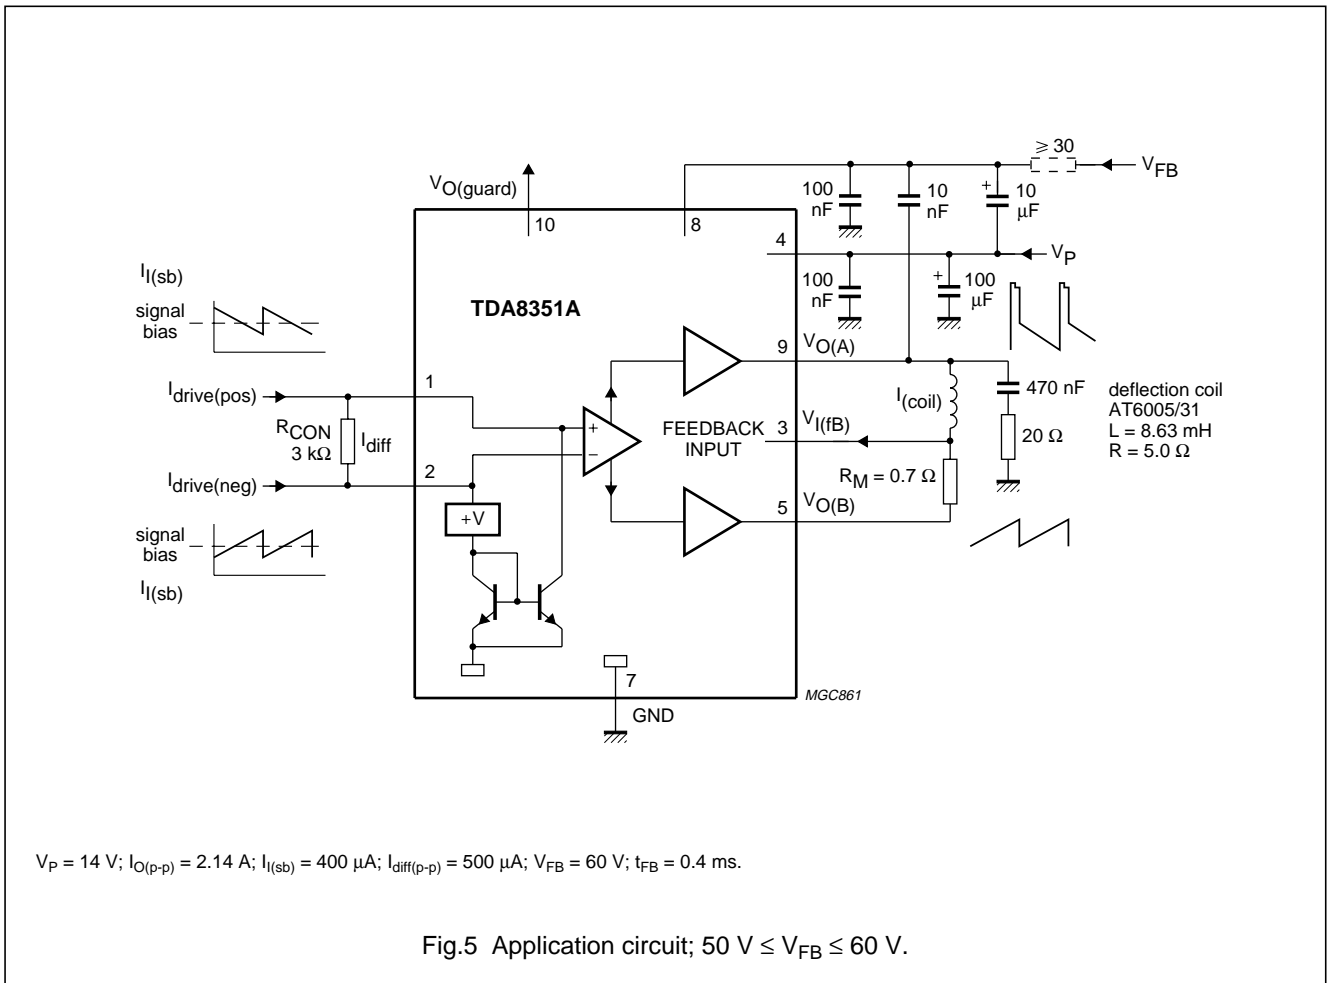 ≥ 30
V_FB
V_O(guard)
100 nF
10 nF
+
10 μF
10
8
4
V_P
I_I(sb)
signal bias
TDA8351A
100 nF
+
100 μF
9
V_O(A)
I_drive(pos)
1
I_(coil)
470 nF
deflection coil
AT6005/31
L = 8.63 mH
R = 5.0 Ω
R_CON
3 kΩ
I_diff
+
−
FEEDBACK
INPUT
3
V_I(fB)
20 Ω
I_drive(neg)
2
R_M = 0.7 Ω
V_O(B)
5
signal bias
+V
I_I(sb)
7
GND
MGC861
V_P = 14 V; I_O(p-p) = 2.14 A; I_I(sb) = 400 μA; I_diff(p-p) = 500 μA; V_FB = 60 V; t_FB = 0.4 ms.
Fig.5 Application circuit; 50 V ≤ V_FB ≤ 60 V.